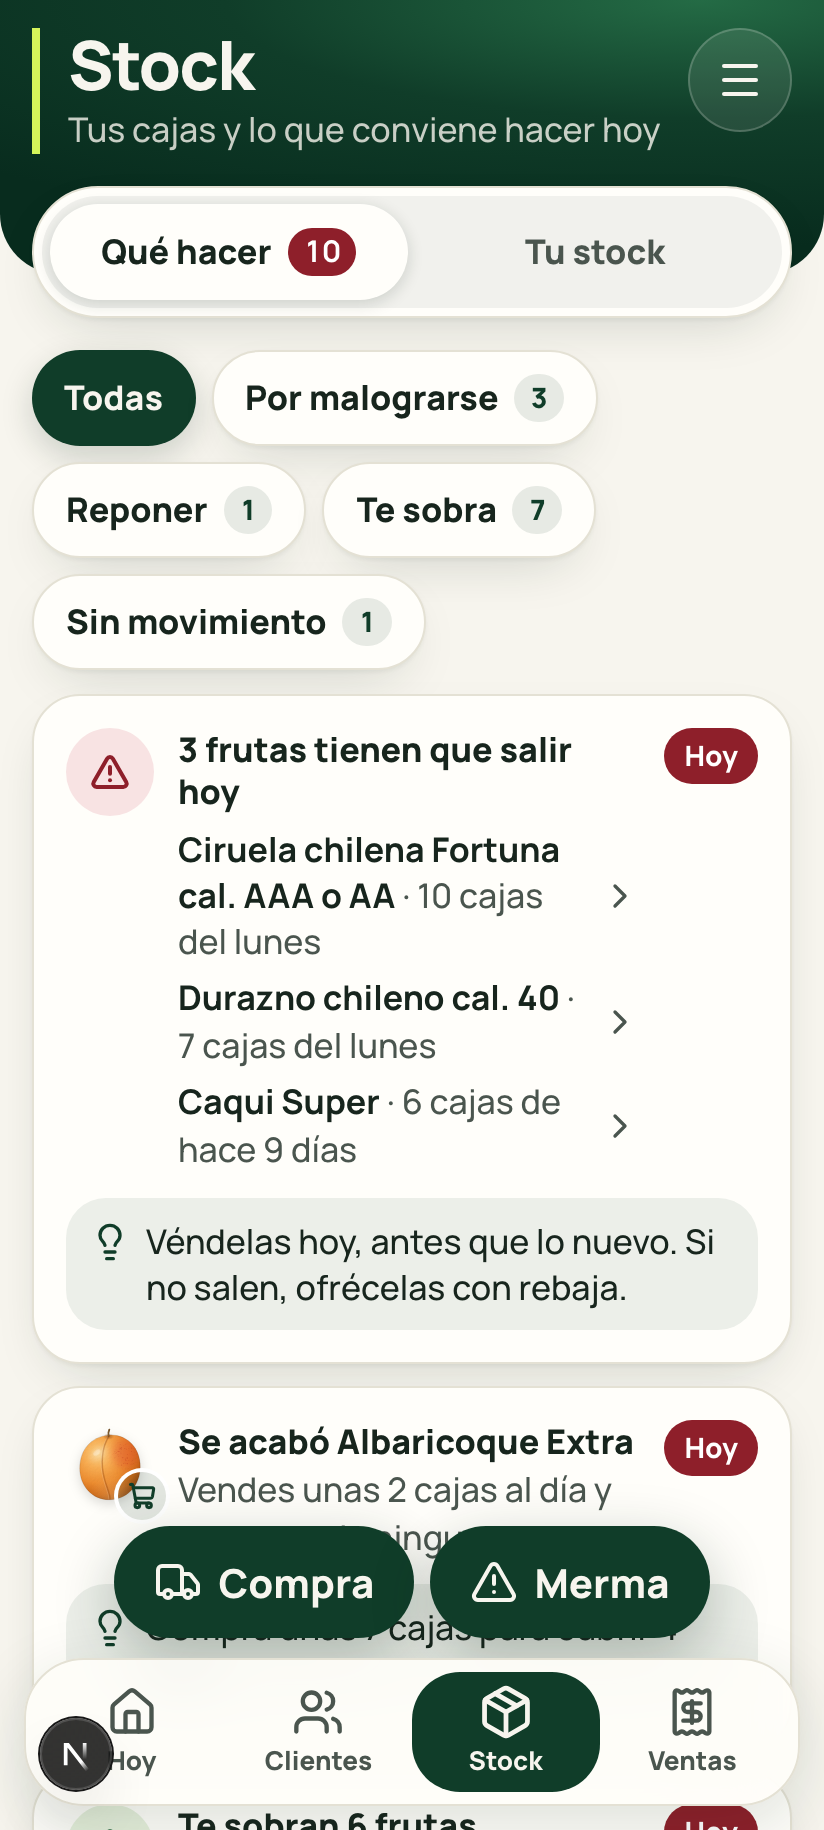 Stock
Tus cajas y lo que conviene hacer hoy
Qué hacer 10
Tu stock
Todas
Por malograrse 3
Reponer 1
Te sobra 7
Sin movimiento 1
3 frutas tienen que salir
hoy
Hoy
Ciruela chilena Fortuna
cal. AAA o AA · 10 cajas
del lunes
Durazno chileno cal. 40 ·
7 cajas del lunes
Caqui Super · 6 cajas de
hace 9 días
Véndelas hoy, antes que lo nuevo. Si
no salen, ofrécelas con rebaja.
Se acabó Albaricoque Extra
Hoy
Vendes unas 2 cajas al día y
Compra
Merma
cajas
N
Hoy
Clientes
Stock
Ventas
Te sobran 6 frutas
Hoy